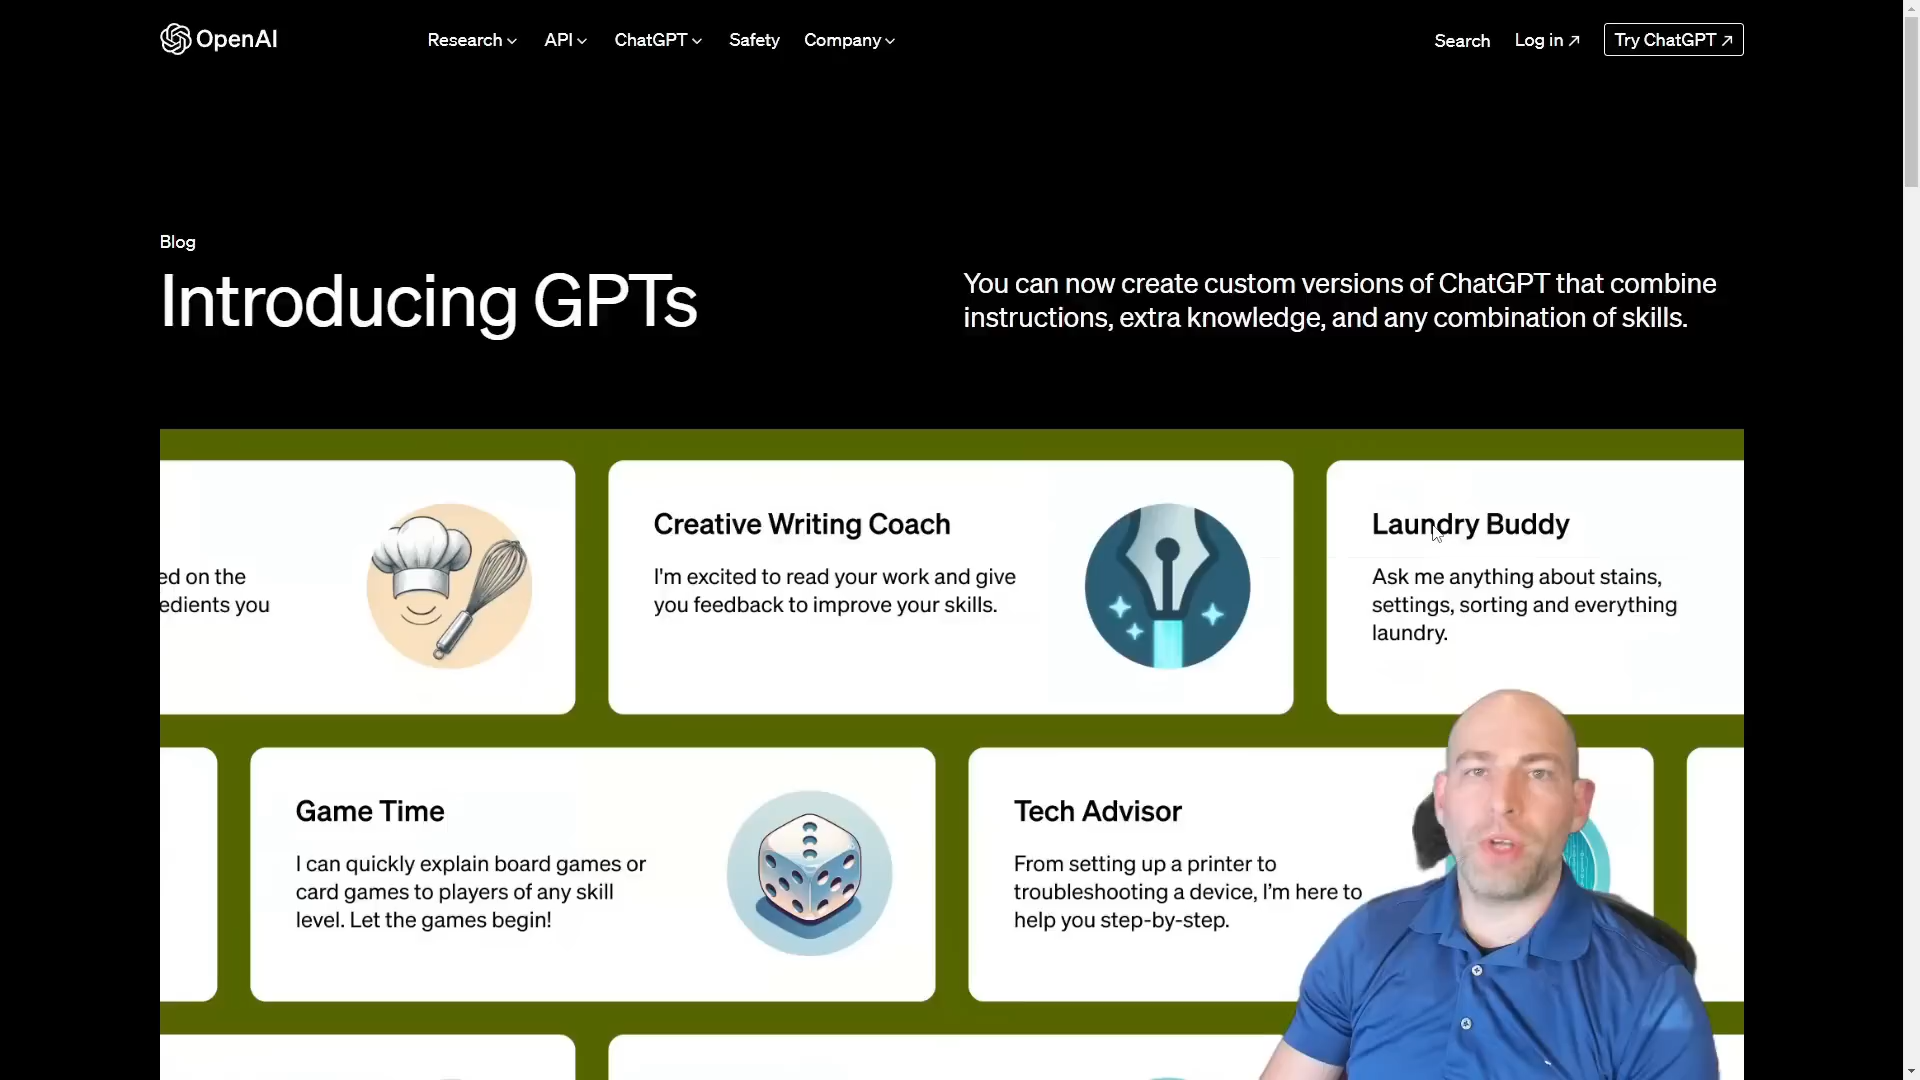 OpenAI
Research API ChatGPT Safety Company
Search Log in Try ChatGPT
Blog
Introducing GPTs
You can now create custom versions of ChatGPT that combine
instructions, extra knowledge, and any combination of skills.
ed on the
edients you
Creative Writing Coach
I'm excited to read your work and give
you feedback to improve your skills.
Laundry Buddy
Ask me anything about stains,
settings, sorting and everything
laundry.
Game Time
I can quickly explain board games or
card games to players of any skill
level. Let the games begin!
Tech Advisor
From setting up a printer to
troubleshooting a device, I’m here to
help you step-by-step.